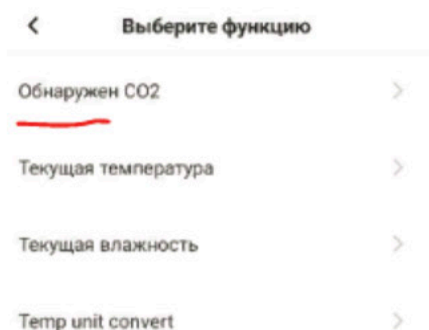 Выберите функцию
Обнаружен CO2
Текущая температура
Текущая влажность
Temp unit convert